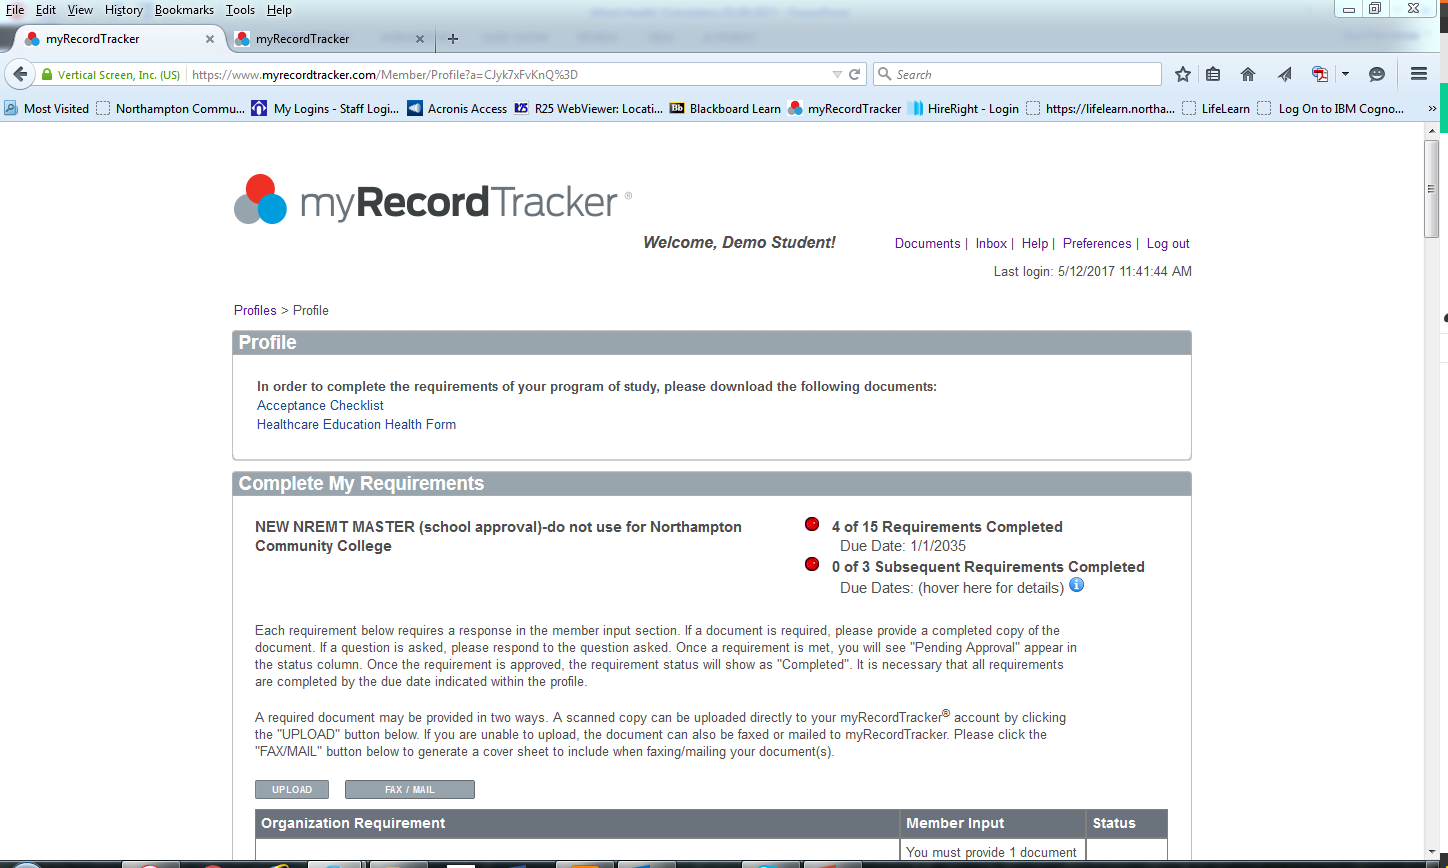 File Edit View History Bookmarks Tools Help
myRecordTracker × myRecordTracker × +
Vertical Screen, Inc. (US) https://www.myrecordtracker.com/Member/Profile?a=CJyk7xFvKnQ%3D Search
Most Visited Northampton Commu... My Logins - Staff Logi... Acronis Access R25 R25 WebViewer: Locati... Bb Blackboard Learn myRecordTracker HireRight - Login https://lifelearn.northa... LifeLearn Log On to IBM Cogno... »
myRecordTracker ®
Welcome, Demo Student! Documents | Inbox | Help | Preferences | Log out
Last login: 5/12/2017 11:41:44 AM
Profiles > Profile
Profile
In order to complete the requirements of your program of study, please download the following documents:
Acceptance Checklist
Healthcare Education Health Form
Complete My Requirements
NEW NREMT MASTER (school approval)-do not use for Northampton
Community College
4 of 15 Requirements Completed
Due Date: 1/1/2035
0 of 3 Subsequent Requirements Completed
Due Dates: (hover here for details) i
Each requirement below requires a response in the member input section. If a document is required, please provide a completed copy of the
document. If a question is asked, please respond to the question asked. Once a requirement is met, you will see "Pending Approval" appear in
the status column. Once the requirement is approved, the requirement status will show as "Completed". It is necessary that all requirements
are completed by the due date indicated within the profile.
A required document may be provided in two ways. A scanned copy can be uploaded directly to your myRecordTracker® account by clicking
the "UPLOAD" button below. If you are unable to upload, the document can also be faxed or mailed to myRecordTracker. Please click the
"FAX/MAIL" button below to generate a cover sheet to include when faxing/mailing your document(s).
UPLOAD FAX / MAIL
Organization Requirement Member Input Status
You must provide 1 document